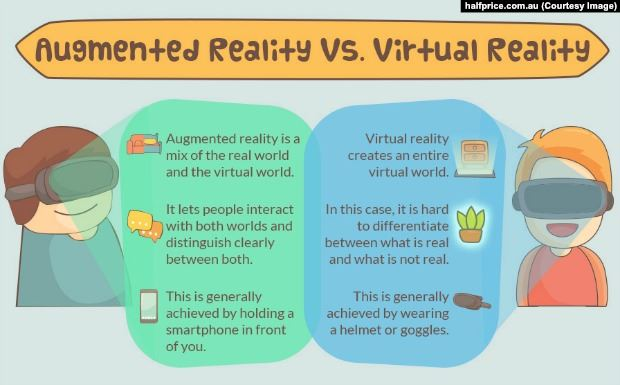 halfprice.com.au (Courtesy Image)
Augmented Reality Vs. Virtual Reality
Augmented reality is a
mix of the real world
and the virtual world.
It lets people interact
with both worlds and
distinguish clearly
between both.
This is generally
achieved by holding a
smartphone in front
of you.
Virtual reality
creates an entire
virtual world.
In this case, it is hard
to differentiate
between what is real
and what is not real.
This is generally
achieved by wearing
a helmet or goggles.